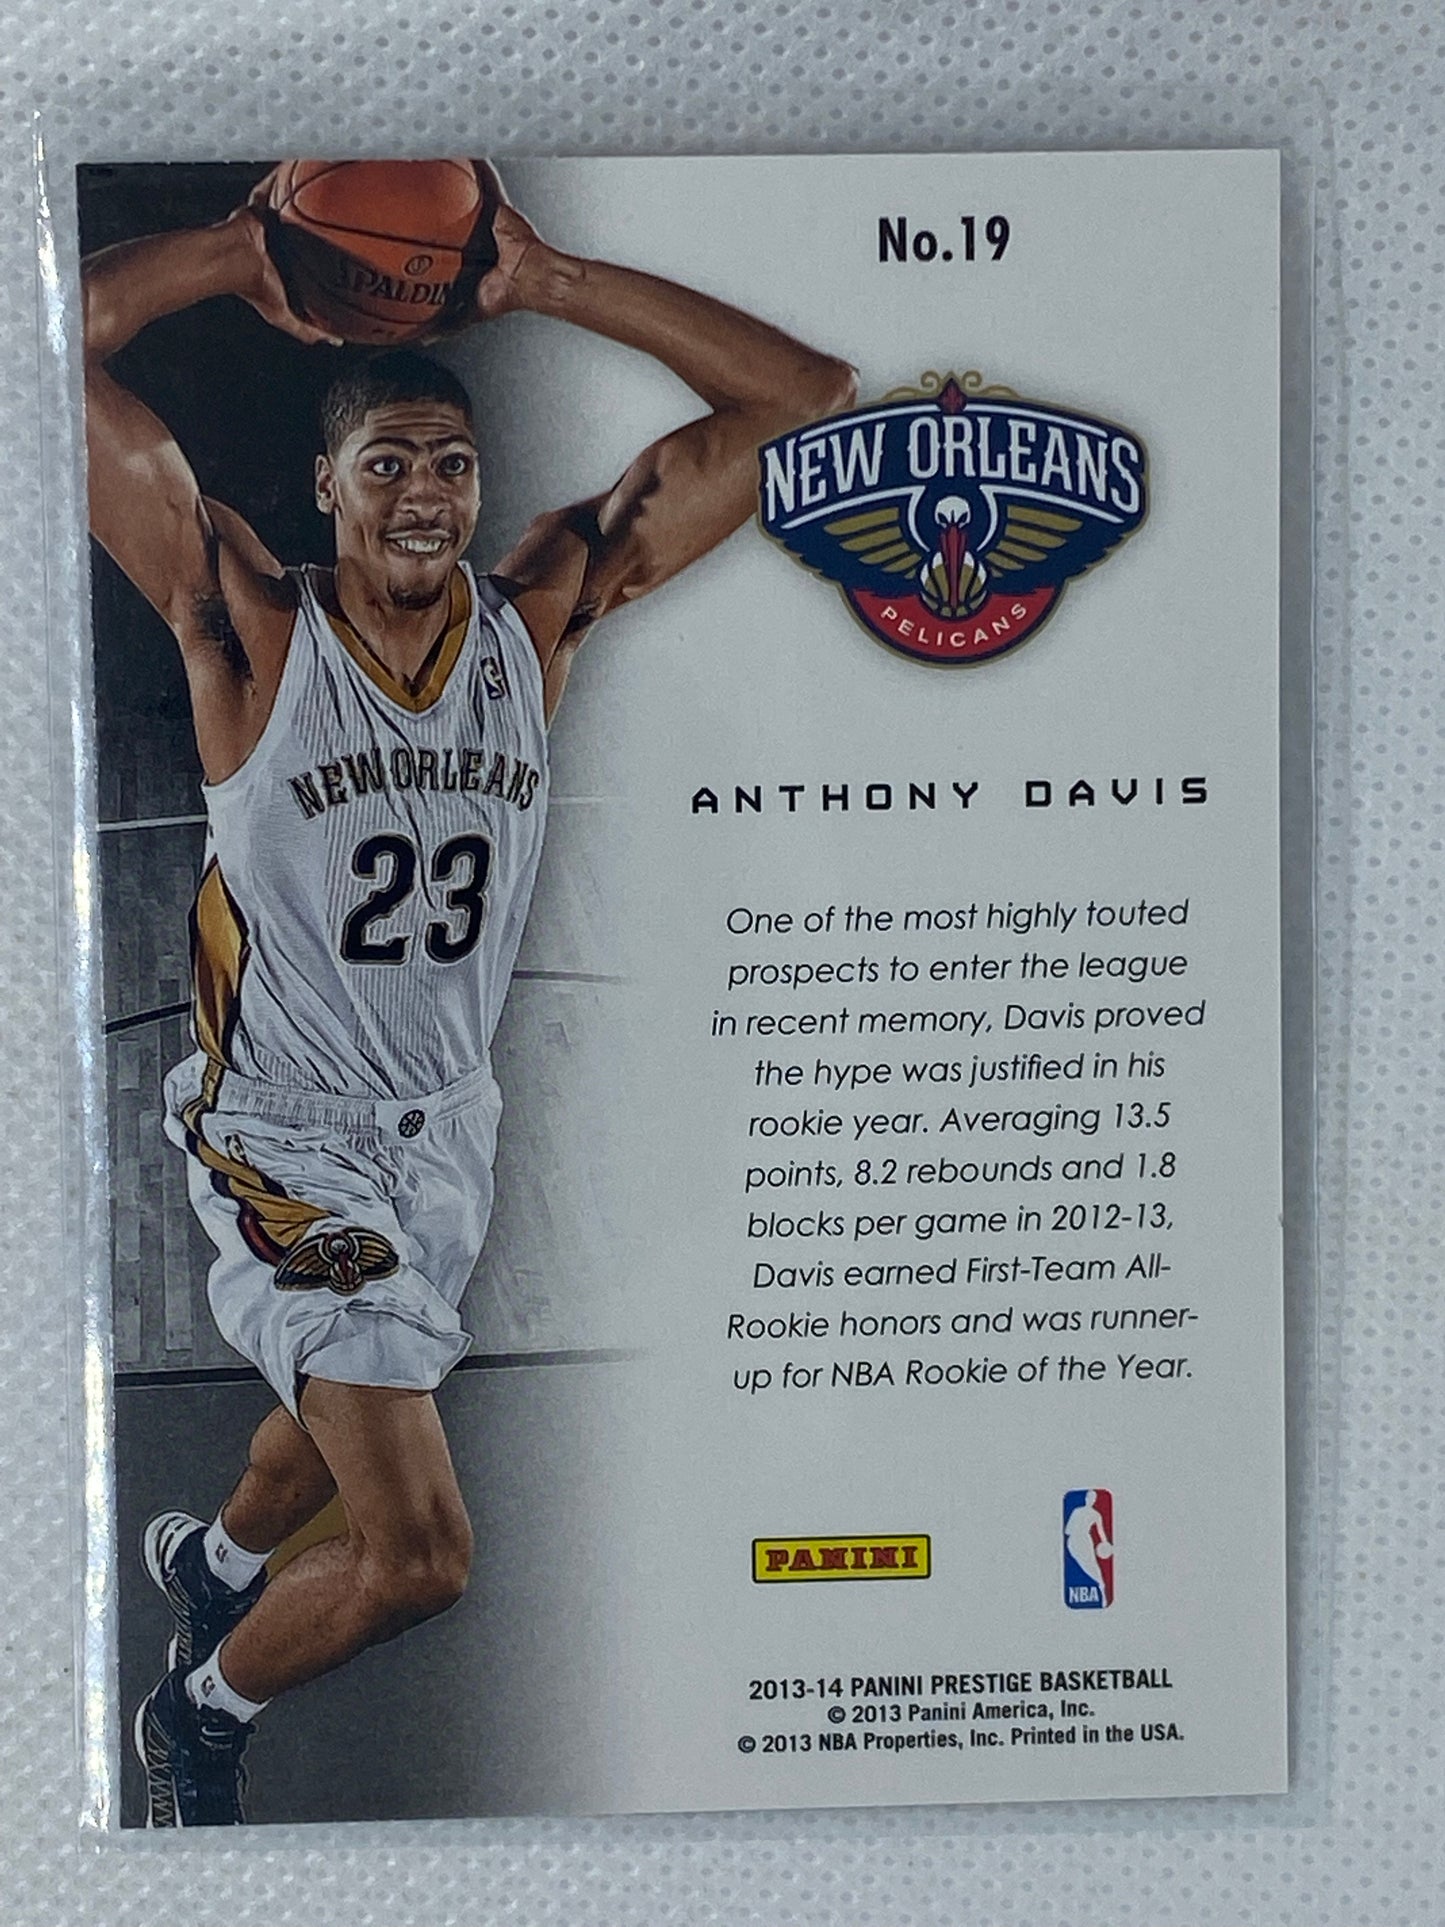 No.19
SPALDING
NEW ORLEANS
PELICANS
NEW ORLEANS
23
ANTHONY DAVIS
One of the most highly touted
prospects to enter the league
in recent memory, Davis proved
the hype was justified in his
rookie year. Averaging 13.5
points, 8.2 rebounds and 1.8
blocks per game in 2012-13,
Davis earned First-Team All-
Rookie honors and was runner-
up for NBA Rookie of the Year.
PANINI
NBA
2013-14 PANINI PRESTIGE BASKETBALL
© 2013 Panini America, Inc.
© 2013 NBA Properties, Inc. Printed in the USA.